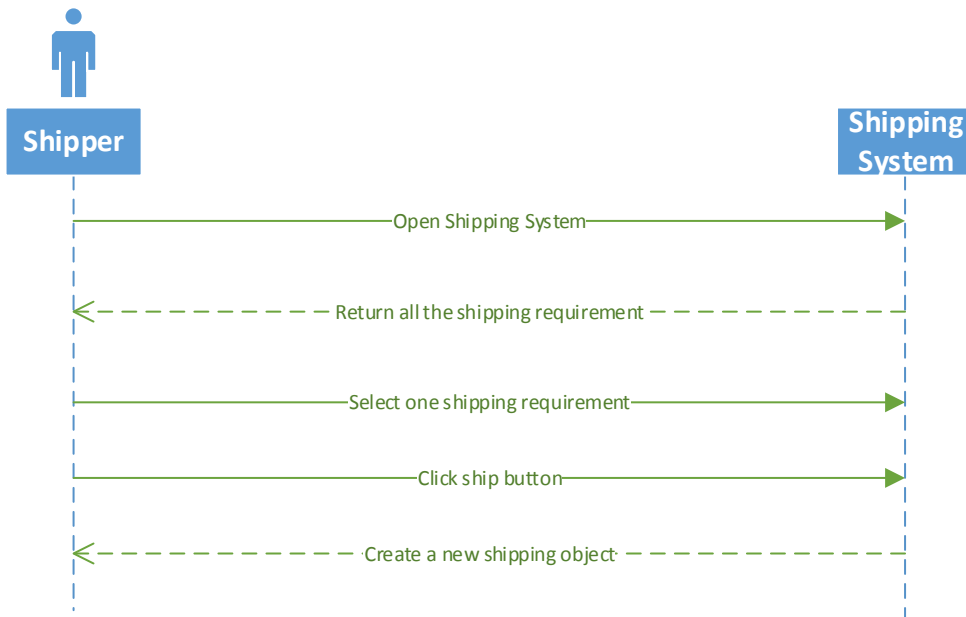 Shipper
Shipping
System
Open Shipping System
Return all the shipping requirement
Select one shipping requirement
Click ship button
Create a new shipping object